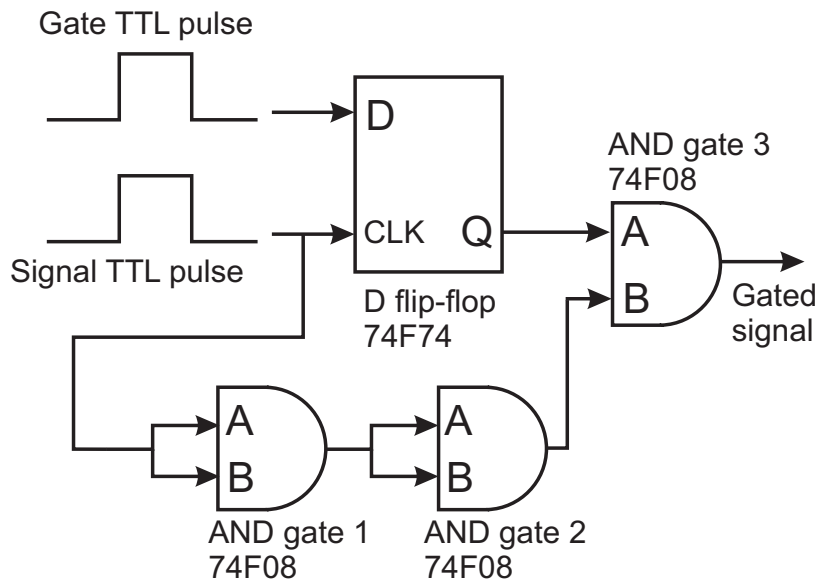 Gate TTL pulse
D
Signal TTL pulse
CLK
Q
D flip-flop
74F74
AND gate 3
74F08
A
B
Gated
signal
A
B
AND gate 1
74F08
A
B
AND gate 2
74F08